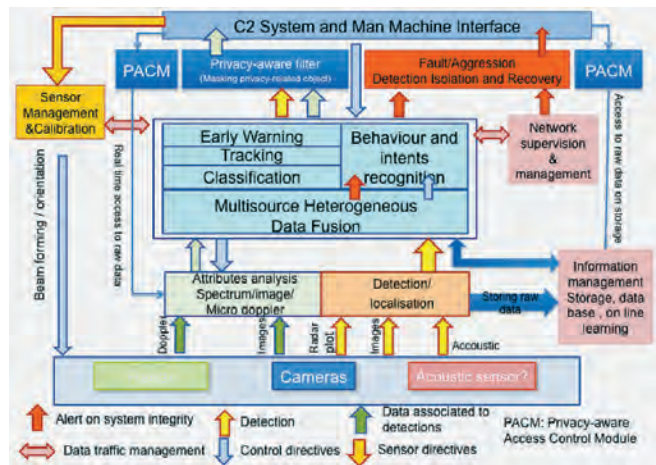 C2 System and Man Machine Interface
PACM
Privacy-aware filter
(Masking privacy-related object)
Fault/Aggression
Detection Isolation and Recovery
PACM
Sensor
Management
&Calibration
Early Warning
Tracking
Classification
Behaviour and
intents
recognition
Multisource Heterogeneous
Data Fusion
Network
supervision
&
management
Beam forming / orientation
Real time access to raw data
Access to raw data
on storage
Attributes analysis
Spectrum/image/
Micro doppler
Detection/
localisation
Storing raw
data
Information
management
Storage, data
base , on line
learning
Doppler
Images
Radar
plot
Images
Accoustic
Cameras
Acoustic sensor?
Alert on system integrity
Detection
Data associated to
detections
PACM: Privacy-aware
Access Control Module
Data traffic management
Control directives
Sensor directives